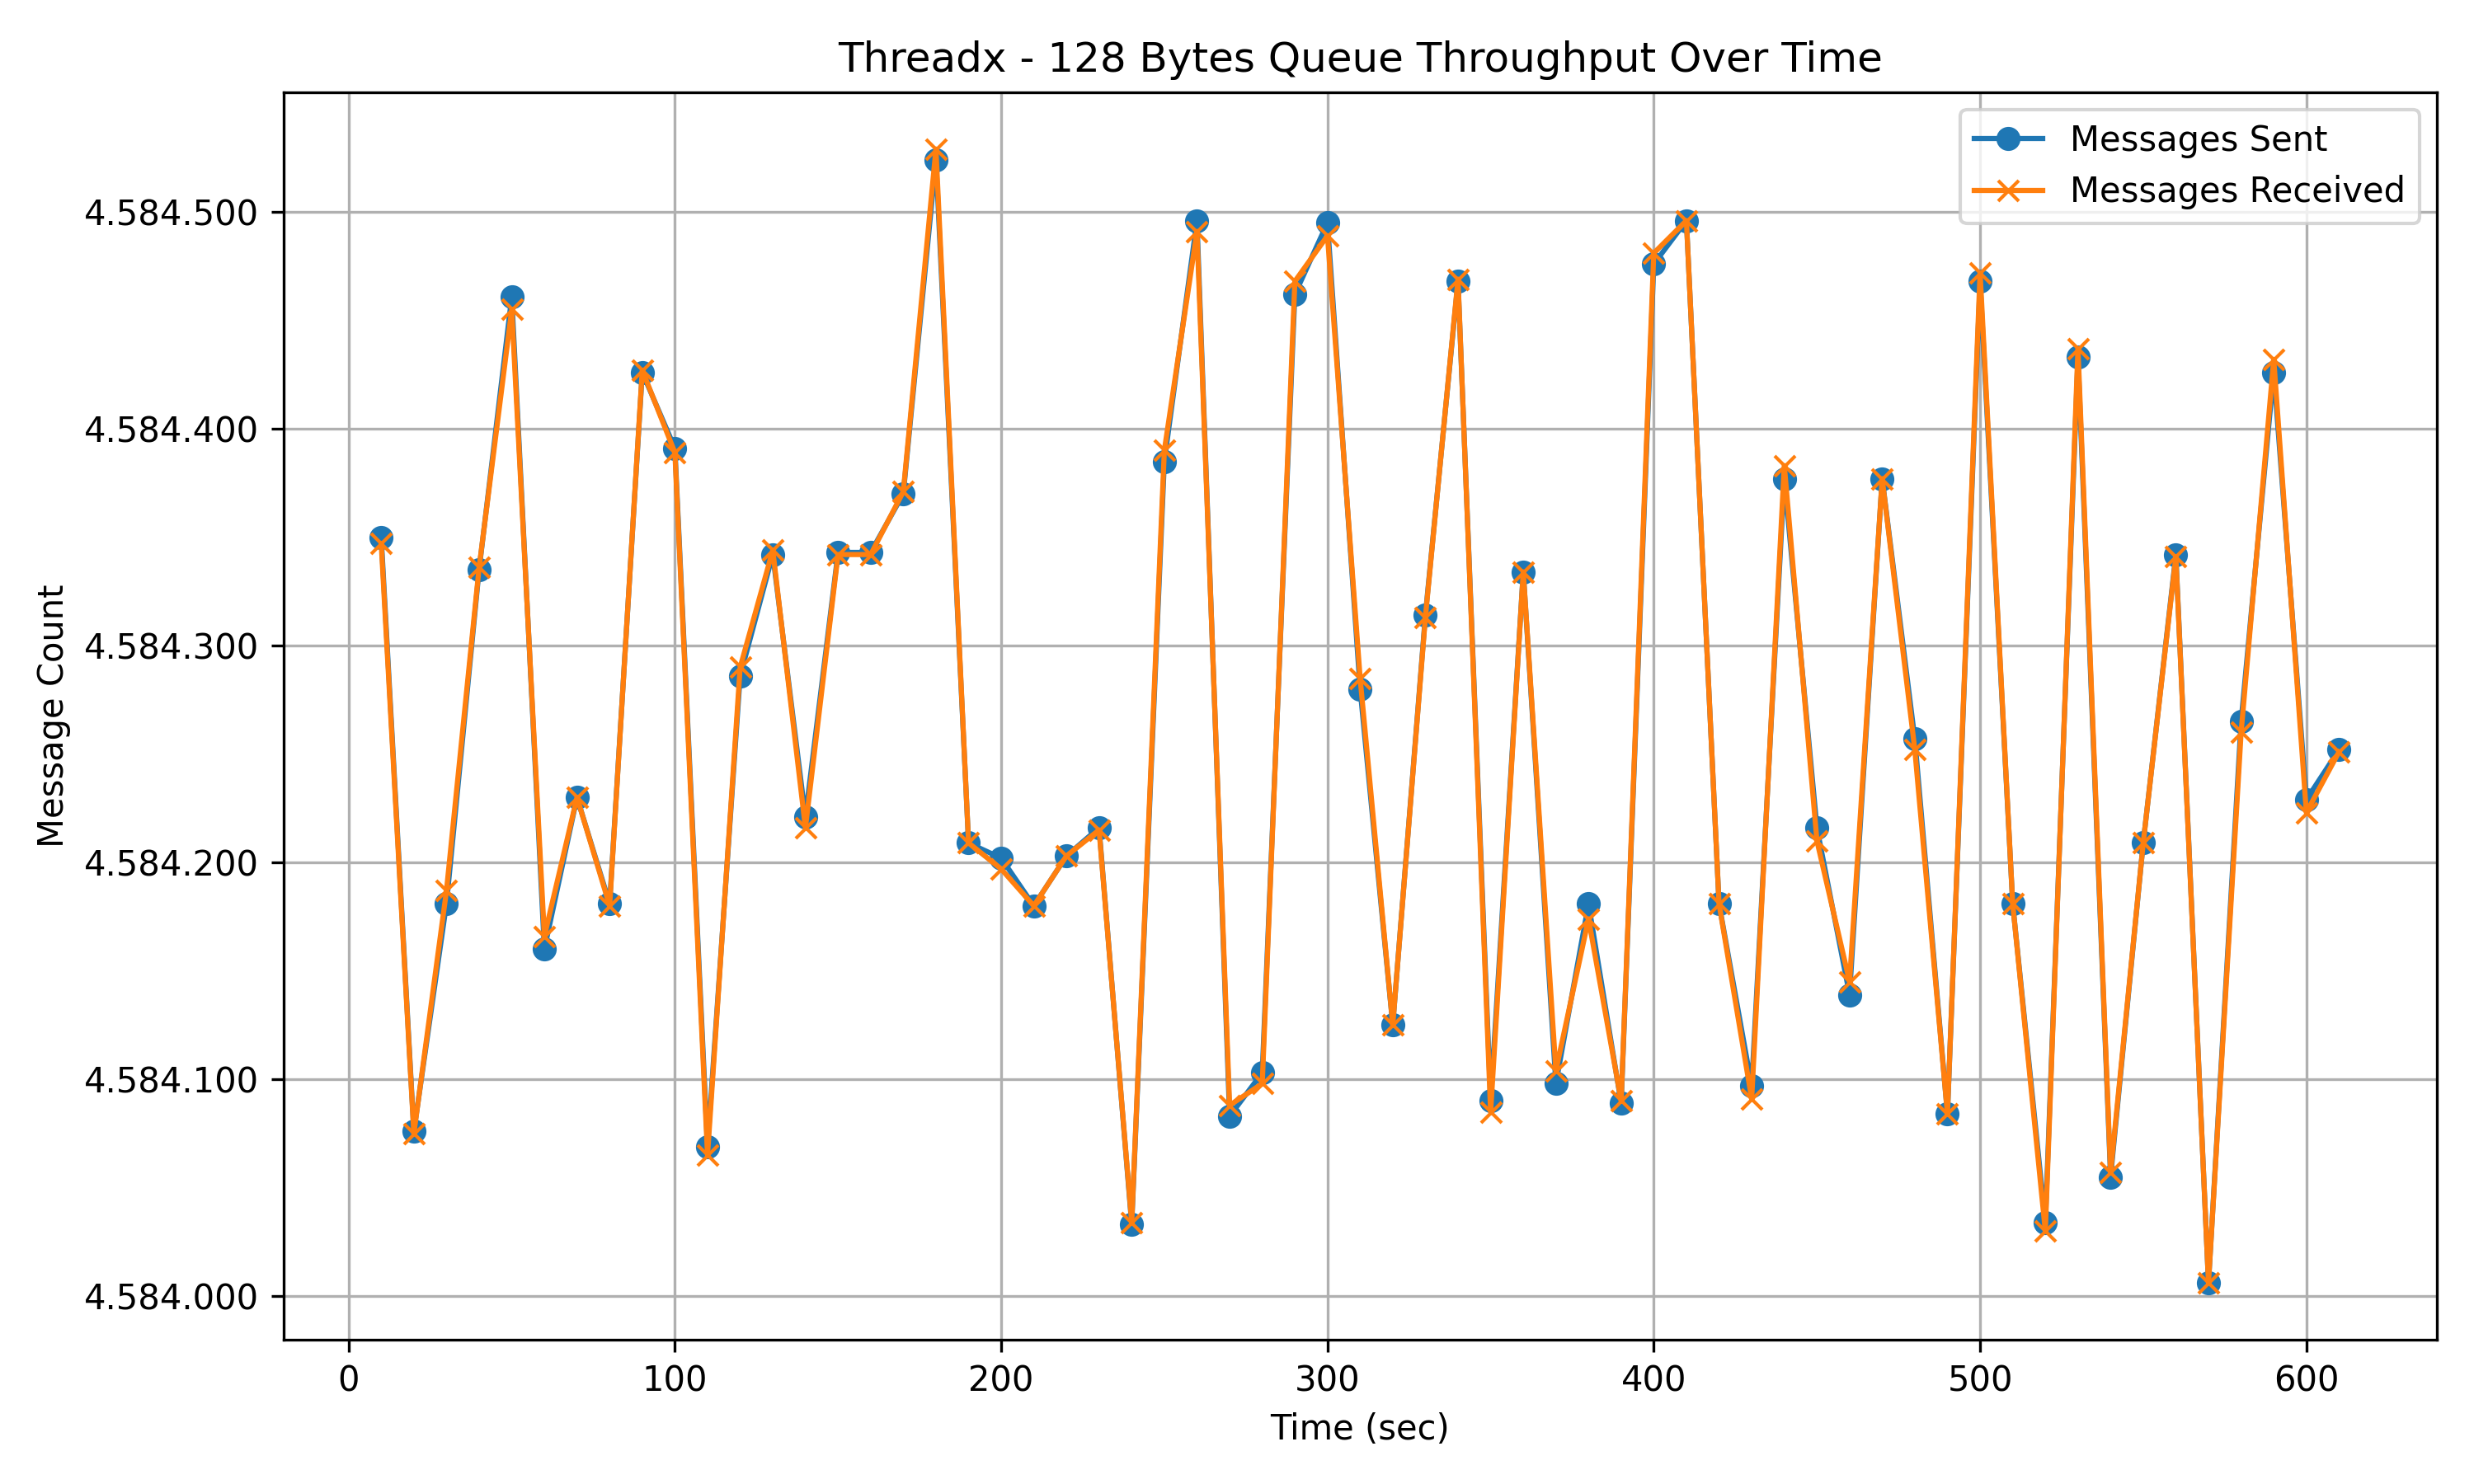 Threadx - 128 Bytes Queue Throughput Over Time
Messages Sent
Messages Received
Message Count
4.584.500
4.584.400
4.584.300
4.584.200
4.584.100
4.584.000
0 100 200 300 400 500 600
Time (sec)